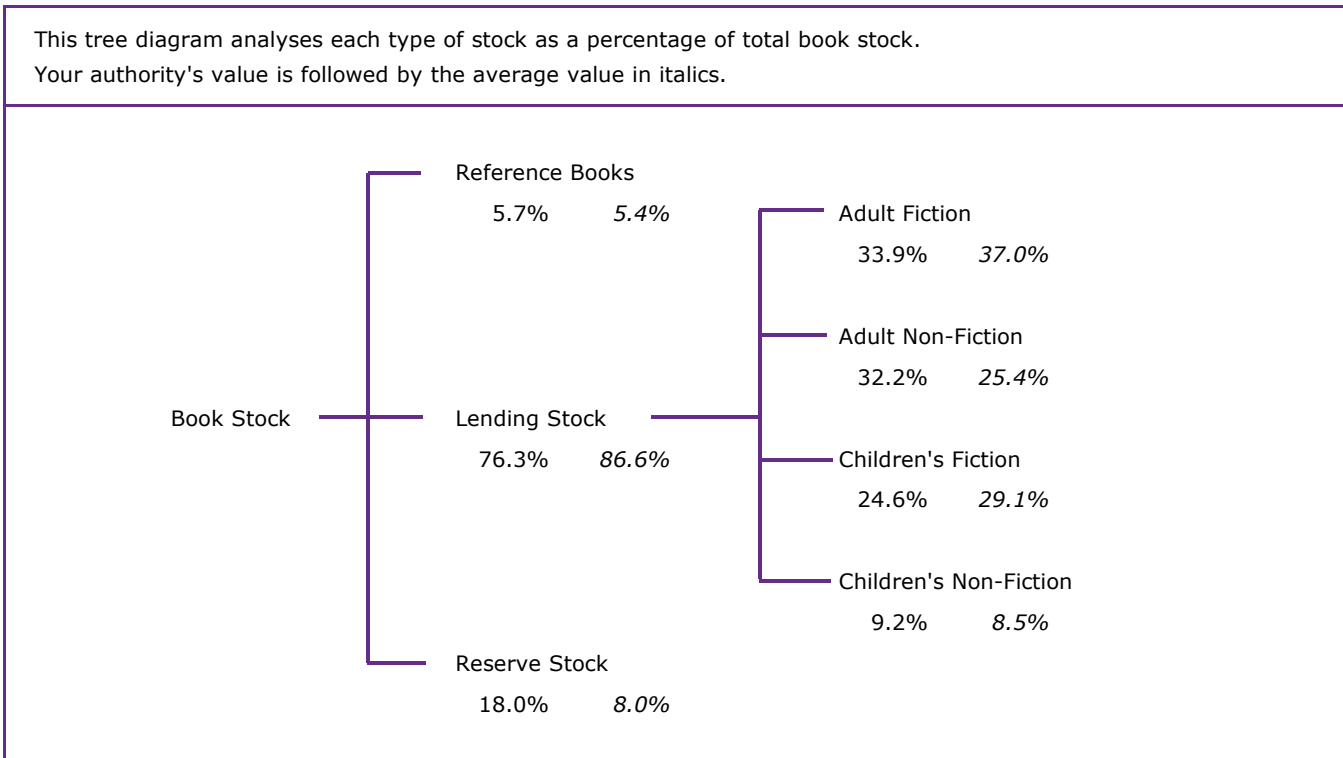 This tree diagram analyses each type of stock as a percentage of total book stock.
Your authority's value is followed by the average value in italics.
Book Stock
Reference Books
5.7% 5.4%
Lending Stock
76.3% 86.6%
Reserve Stock
18.0% 8.0%
Adult Fiction
33.9% 37.0%
Adult Non-Fiction
32.2% 25.4%
Children's Fiction
24.6% 29.1%
Children's Non-Fiction
9.2% 8.5%